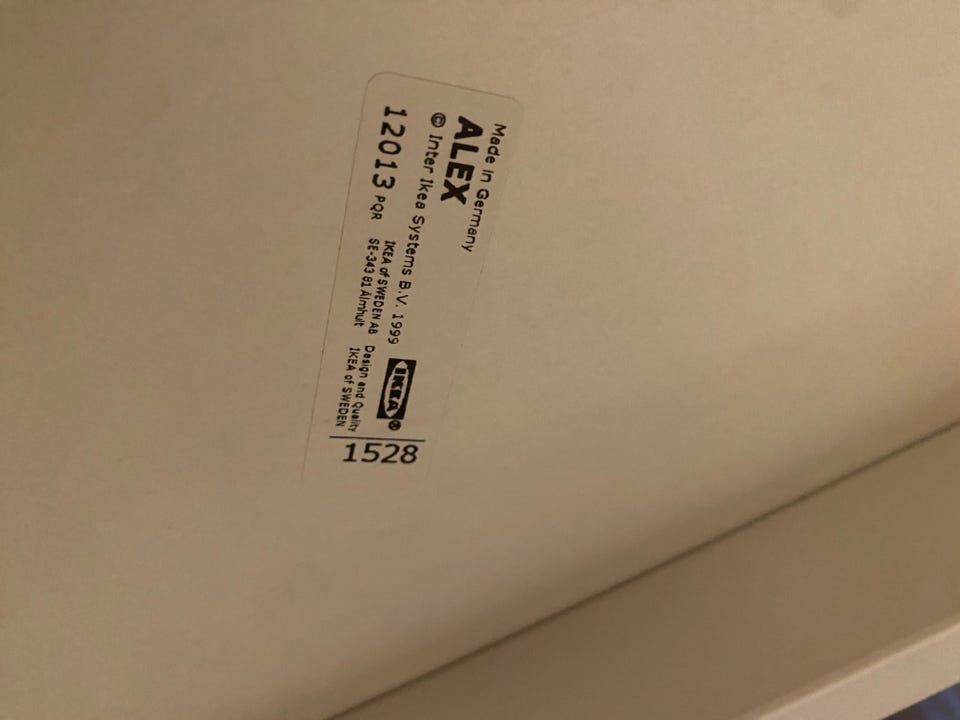 Made in Germany
ALEX
© Inter Ikea Systems B.V. 1999
12013 PQR
IKEA of SWEDEN AB
SE-343 81 Älmhult
Design and Quality
IKEA of SWEDEN
IKEA®
1528